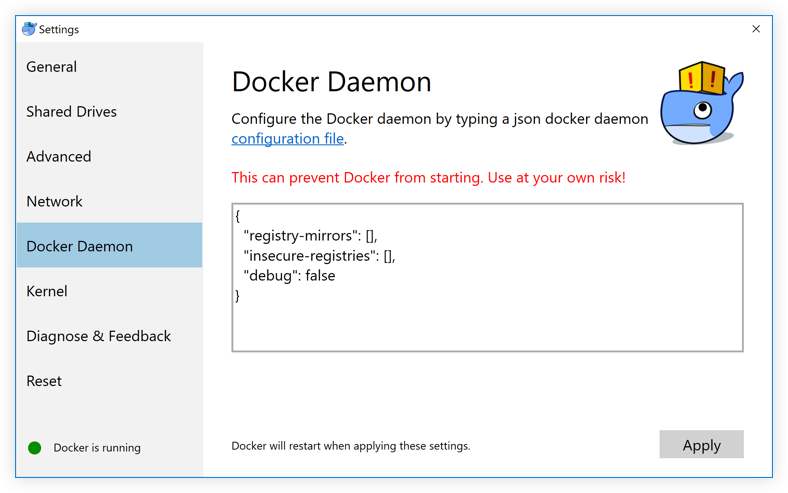 Settings
General
Shared Drives
Advanced
Network
Docker Daemon
Kernel
Diagnose & Feedback
Reset
Docker is running
Docker Daemon
Configure the Docker daemon by typing a json docker daemon
configuration file.
This can prevent Docker from starting. Use at your own risk!
{
  "registry-mirrors": [],
  "insecure-registries": [],
  "debug": false
}
Docker will restart when applying these settings.
Apply
! !